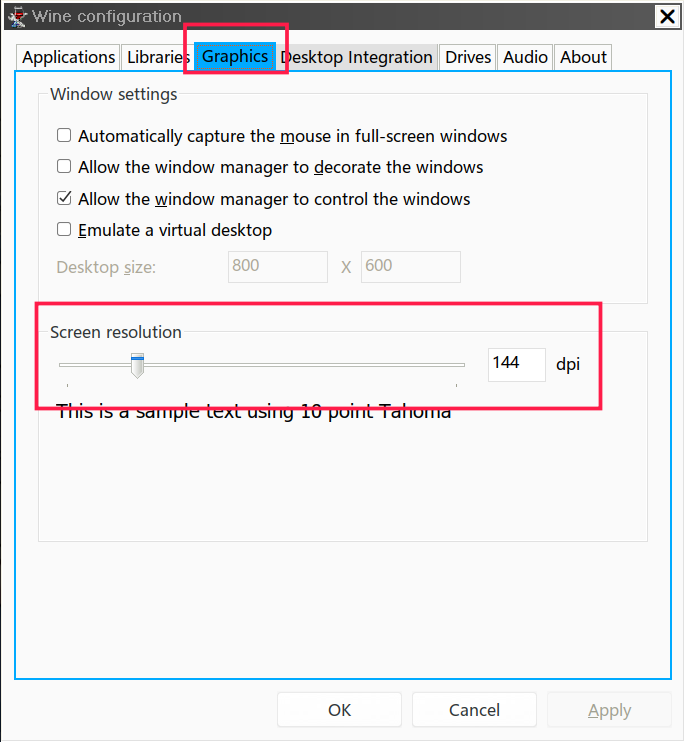 Wine configuration
Applications Libraries Graphics Desktop Integration Drives Audio About
Window settings
Automatically capture the mouse in full-screen windows
Allow the window manager to decorate the windows
Allow the window manager to control the windows
Emulate a virtual desktop
Desktop size: 800 X 600
Screen resolution
144 dpi
This is a sample text using 10 point Tahoma
OK Cancel Apply